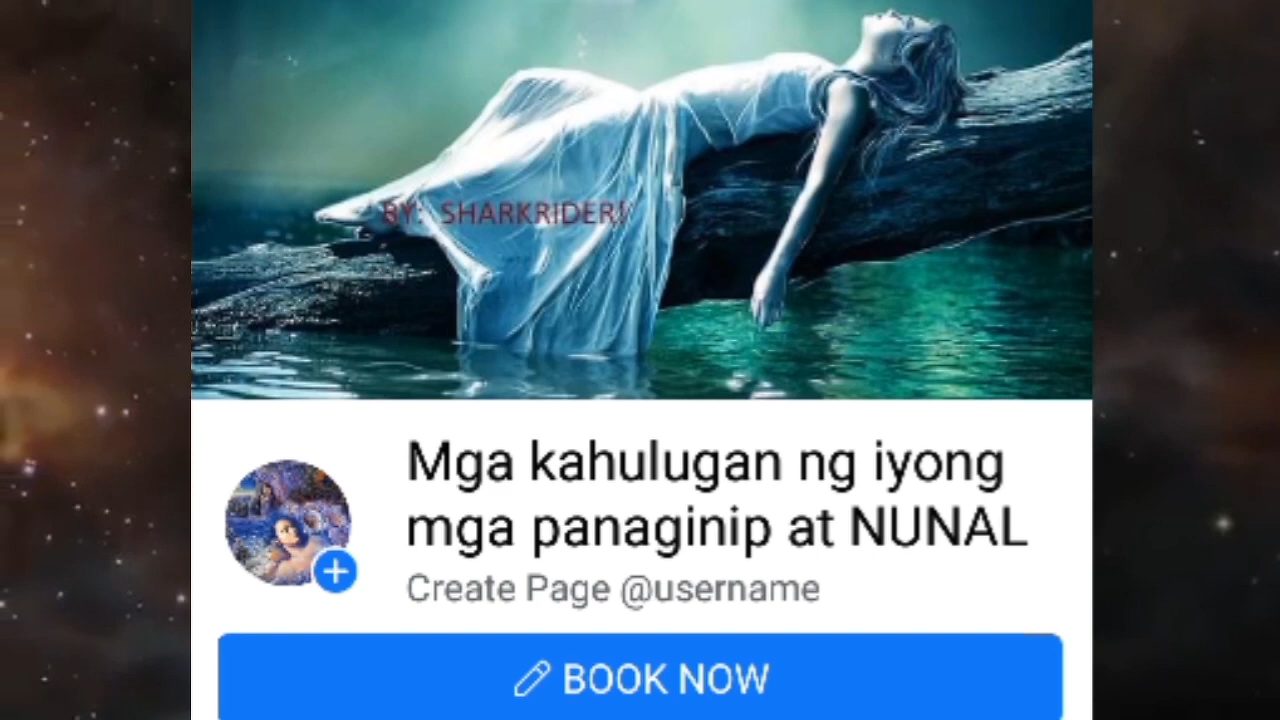 BY: SHARKRIDER!
Mga kahulugan ng iyong
mga panaginip at NUNAL
Create Page @username
BOOK NOW